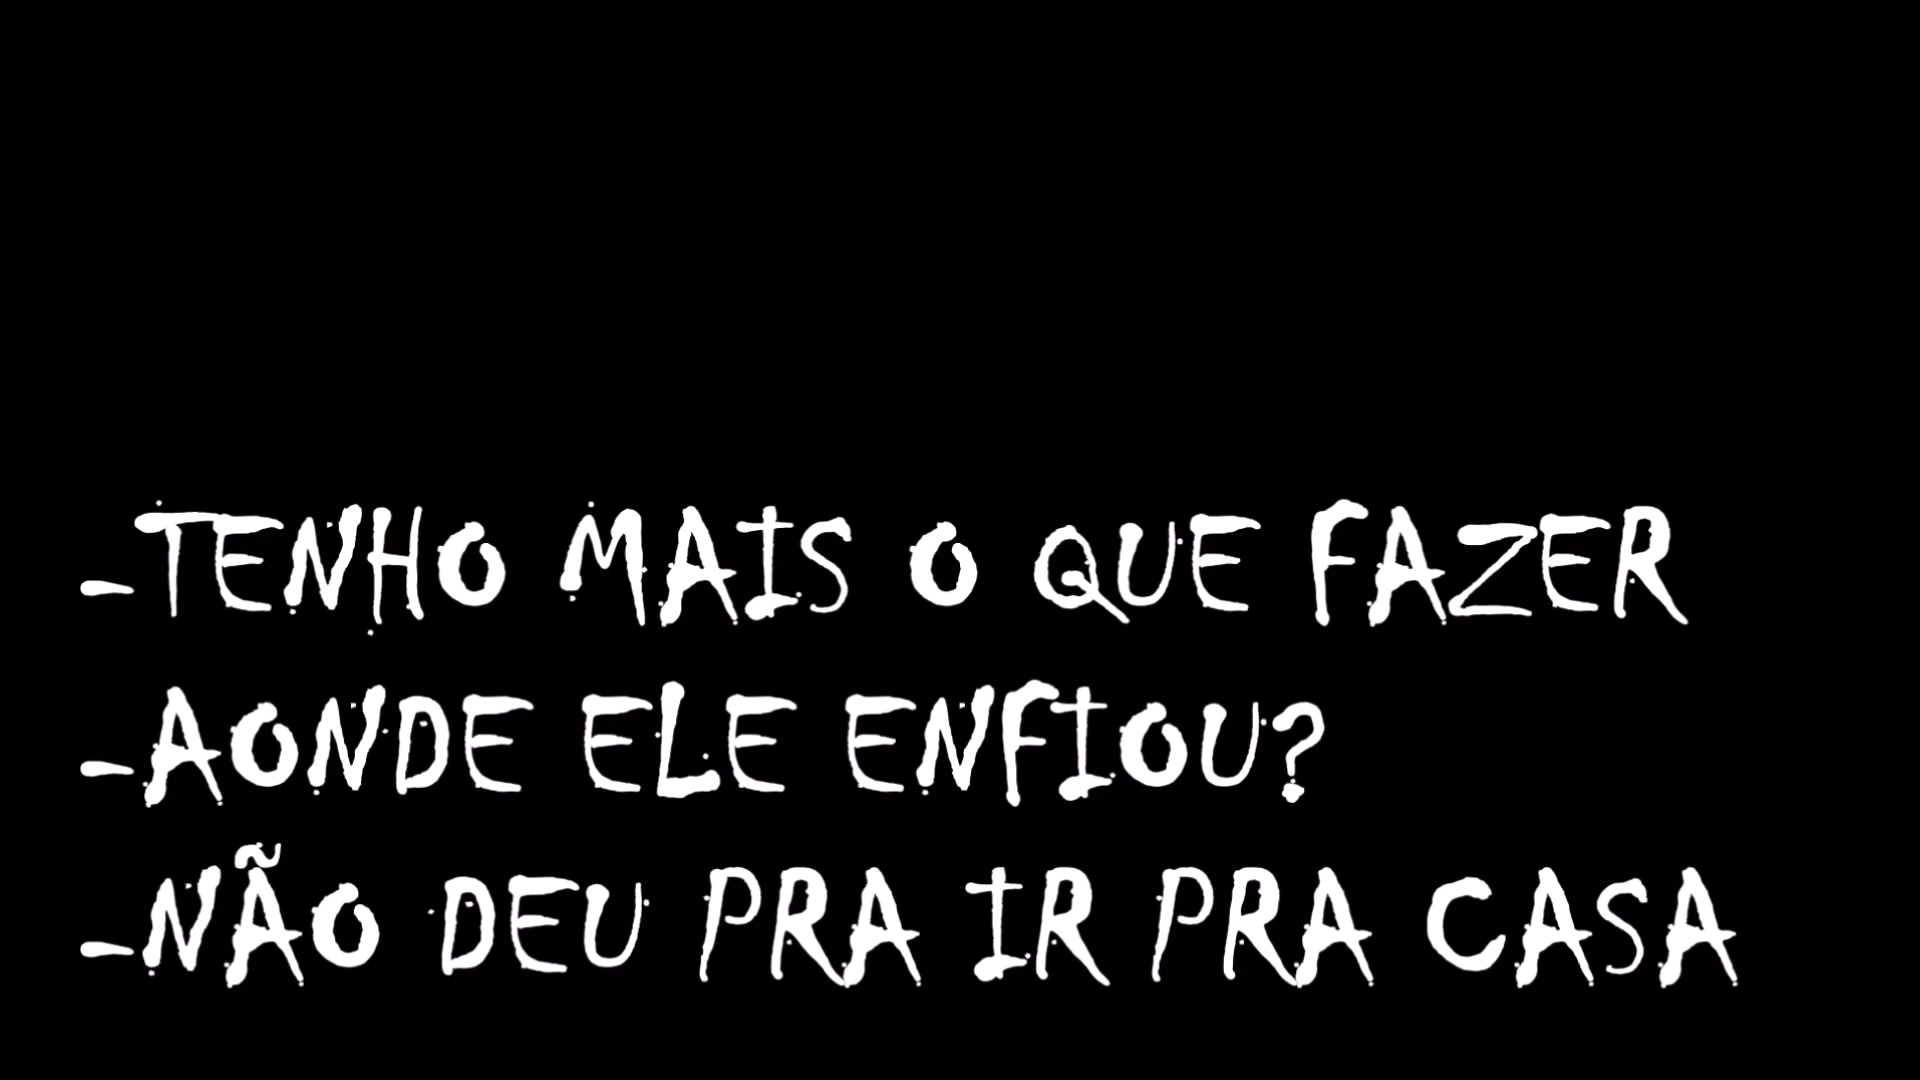 -TENHO MAIS O QUE FAZER
-AONDE ELE ENFIOU?
-NÃO DEU PRA IR PRA CASA